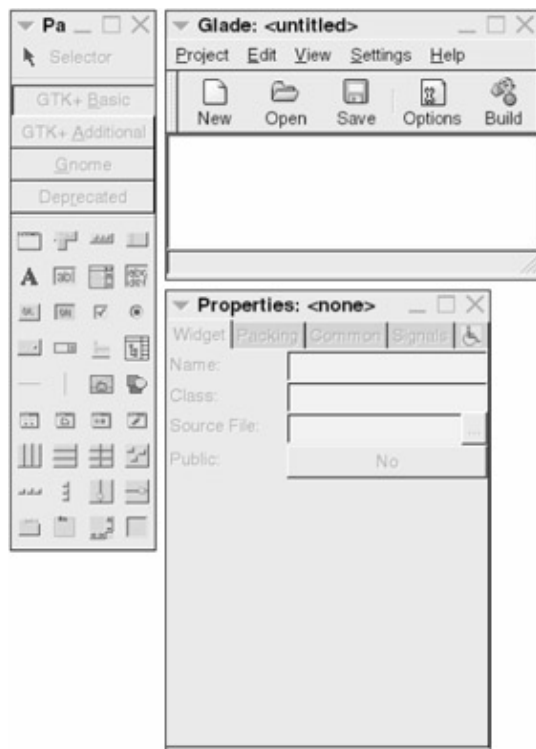 Pa
Selector
GTK+ Basic
GTK+ Additional
Gnome
Deprecated
Glade: <untitled>
Project Edit View Settings Help
New Open Save Options Build
Properties: <none>
Widget Packing Common Signals
Name:
Class:
Source File: ...
Public: No